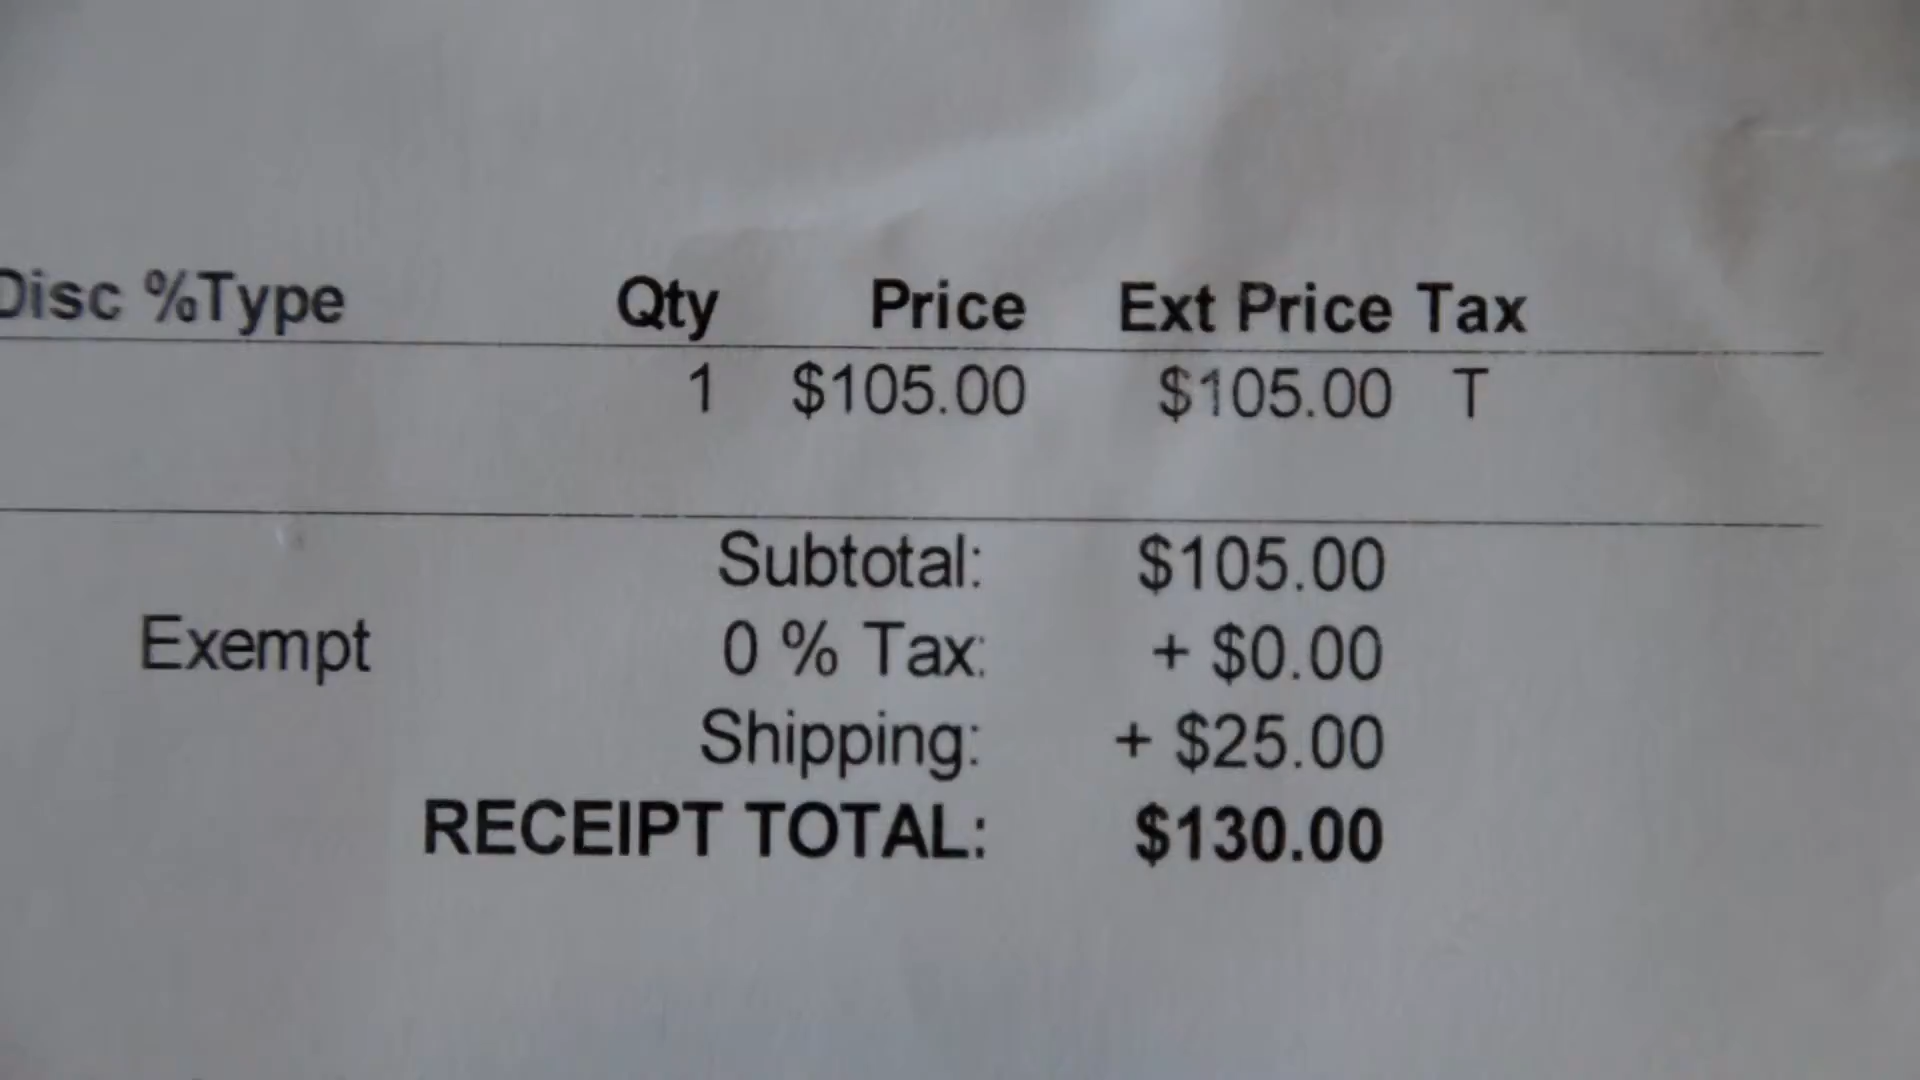 Disc %Type Qty Price Ext Price Tax
1 $105.00 $105.00 T
Subtotal: $105.00
Exempt 0 % Tax: + $0.00
Shipping: + $25.00
RECEIPT TOTAL: $130.00